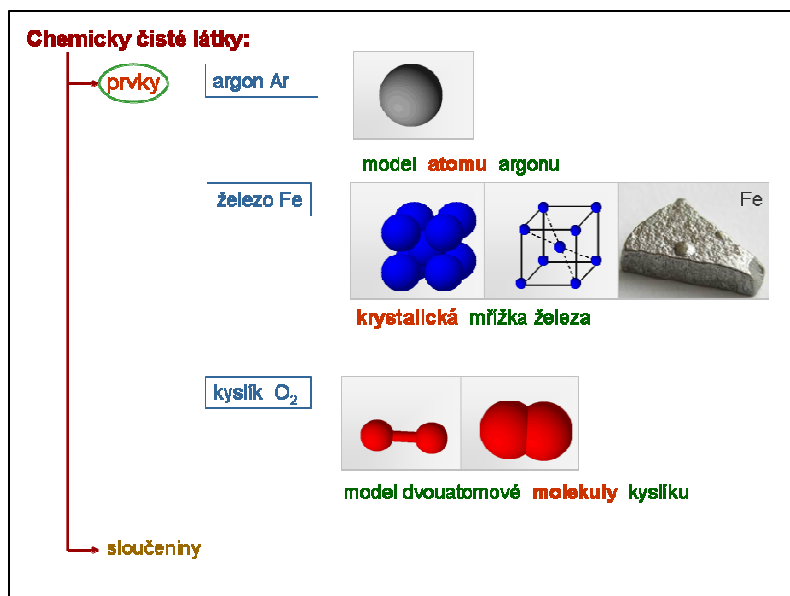 Chemicky čisté látky:
prvky
argon Ar
model atomu argonu
železo Fe
Fe
krystalická mřížka železa
kyslík O₂
model dvouatomové molekuly kyslíku
sloučeniny